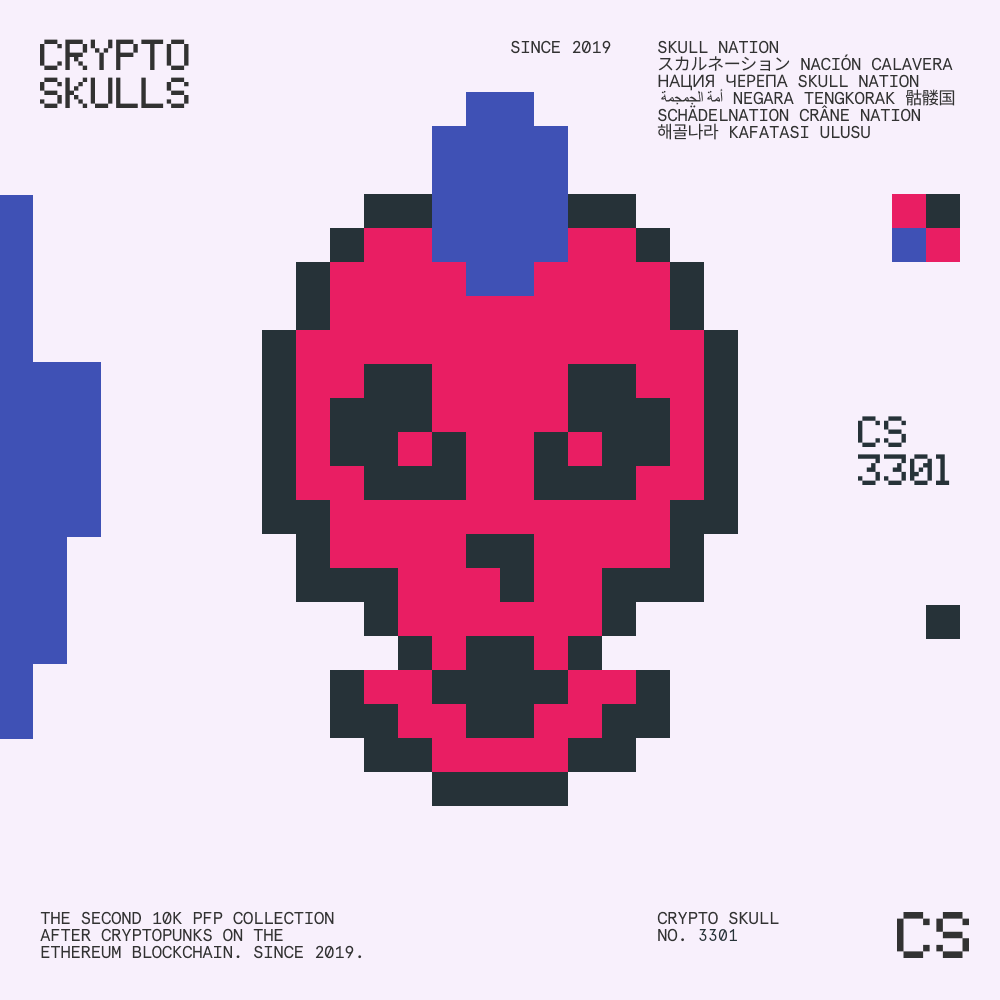 CRYPTO
SKULLS
SINCE 2019
SKULL NATION
スカルネーション NACIÓN CALAVERA
НАЦИЯ ЧЕРЕПА SKULL NATION
أمة الجمجمة NEGARA TENGKORAK 骷髅国
SCHÄDELNATION CRÂNE NATION
해골나라 KAFATASI ULUSU
CS
3301
THE SECOND 10K PFP COLLECTION
AFTER CRYPTOPUNKS ON THE
ETHEREUM BLOCKCHAIN. SINCE 2019.
CRYPTO SKULL
NO. 3301
CS